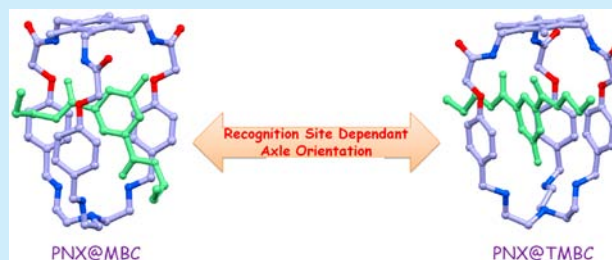 Recognition Site Dependant
Axle Orientation
PNX@MBC
PNX@TMBC